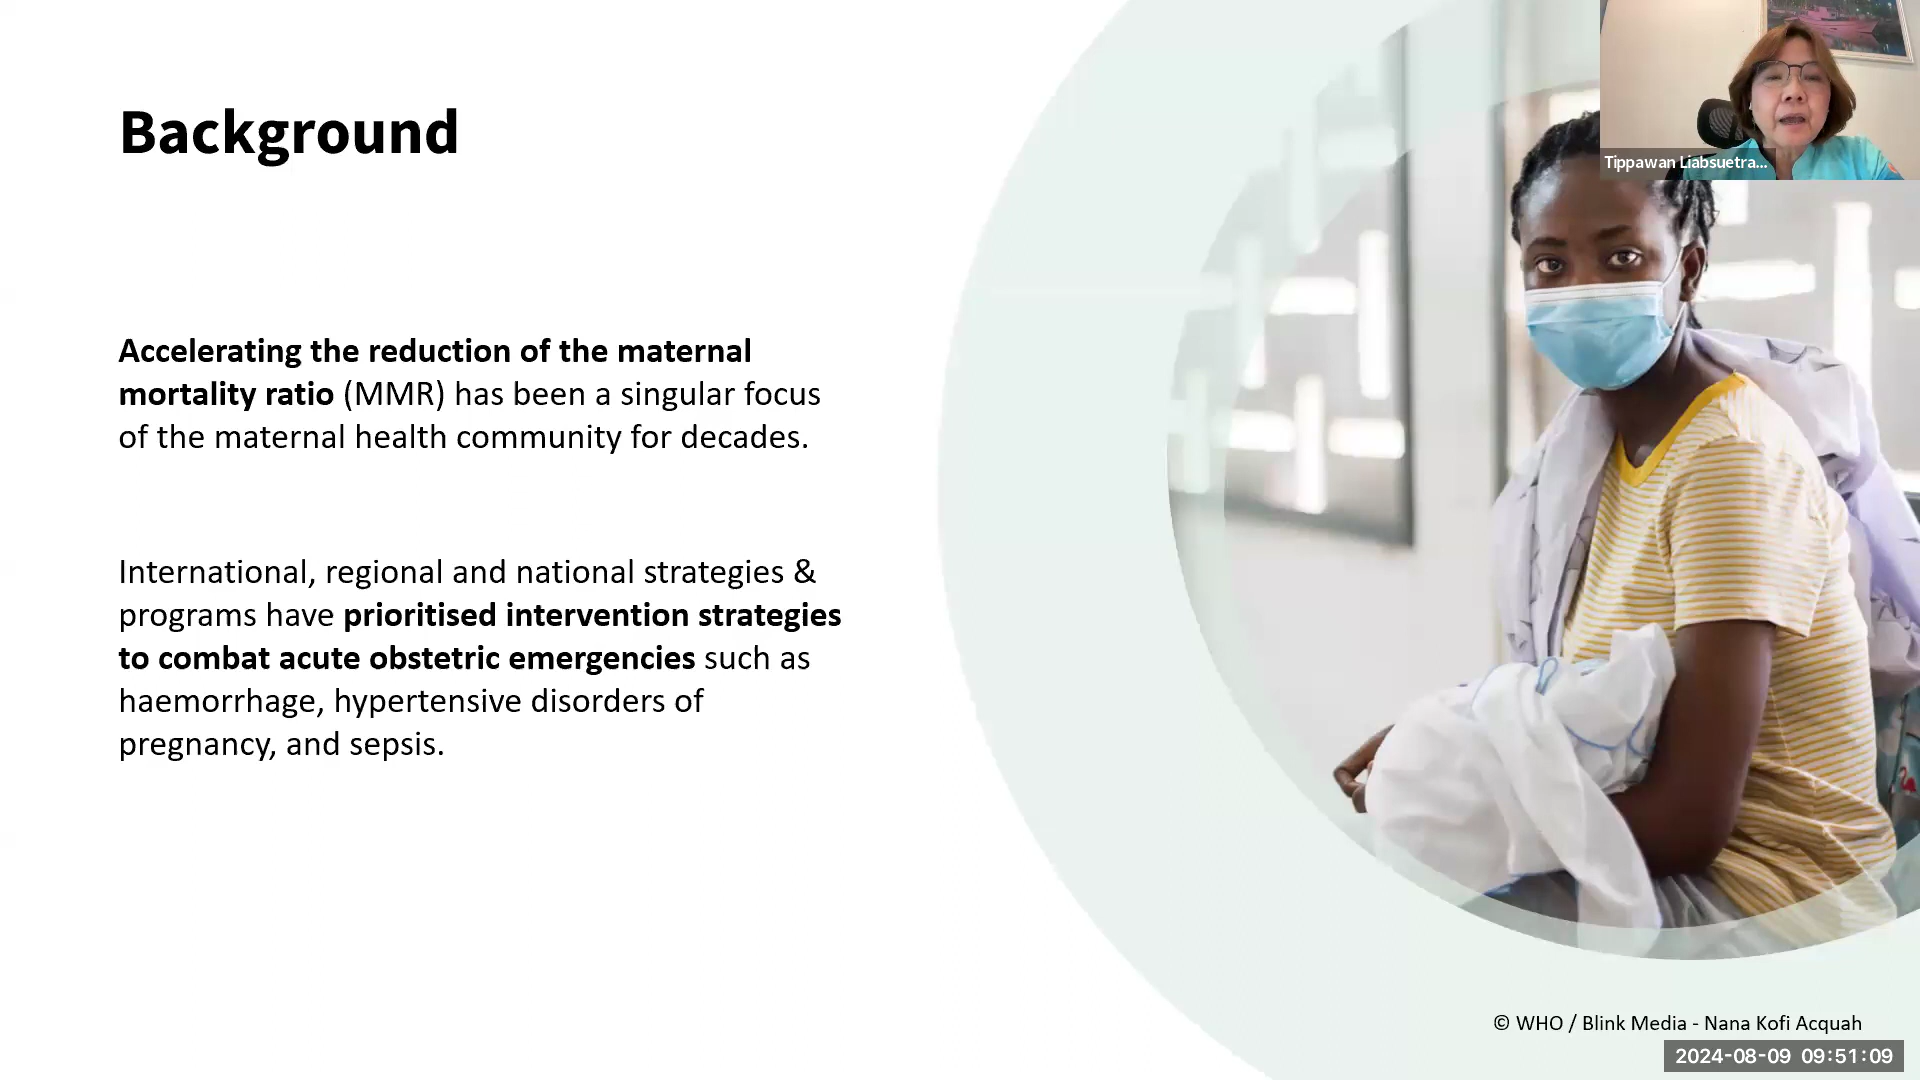 Background
Accelerating the reduction of the maternal
mortality ratio (MMR) has been a singular focus
of the maternal health community for decades.
International, regional and national strategies &
programs have prioritised intervention strategies
to combat acute obstetric emergencies such as
haemorrhage, hypertensive disorders of
pregnancy, and sepsis.
Tippawan Liabsuetra...
© WHO / Blink Media - Nana Kofi Acquah
2024-08-09 09:51:09